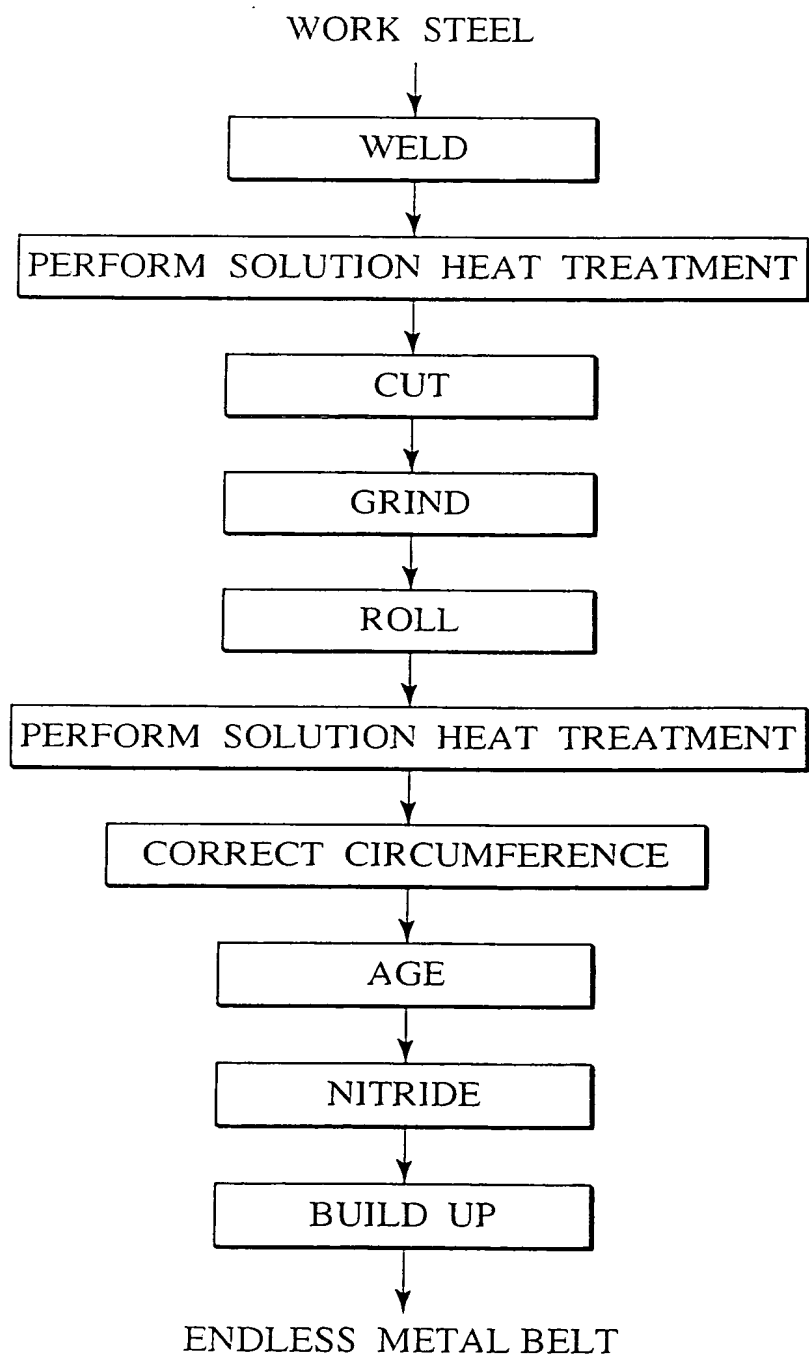 WORK STEEL
WELD
PERFORM SOLUTION HEAT TREATMENT
CUT
GRIND
ROLL
PERFORM SOLUTION HEAT TREATMENT
CORRECT CIRCUMFERENCE
AGE
NITRIDE
BUILD UP
ENDLESS METAL BELT